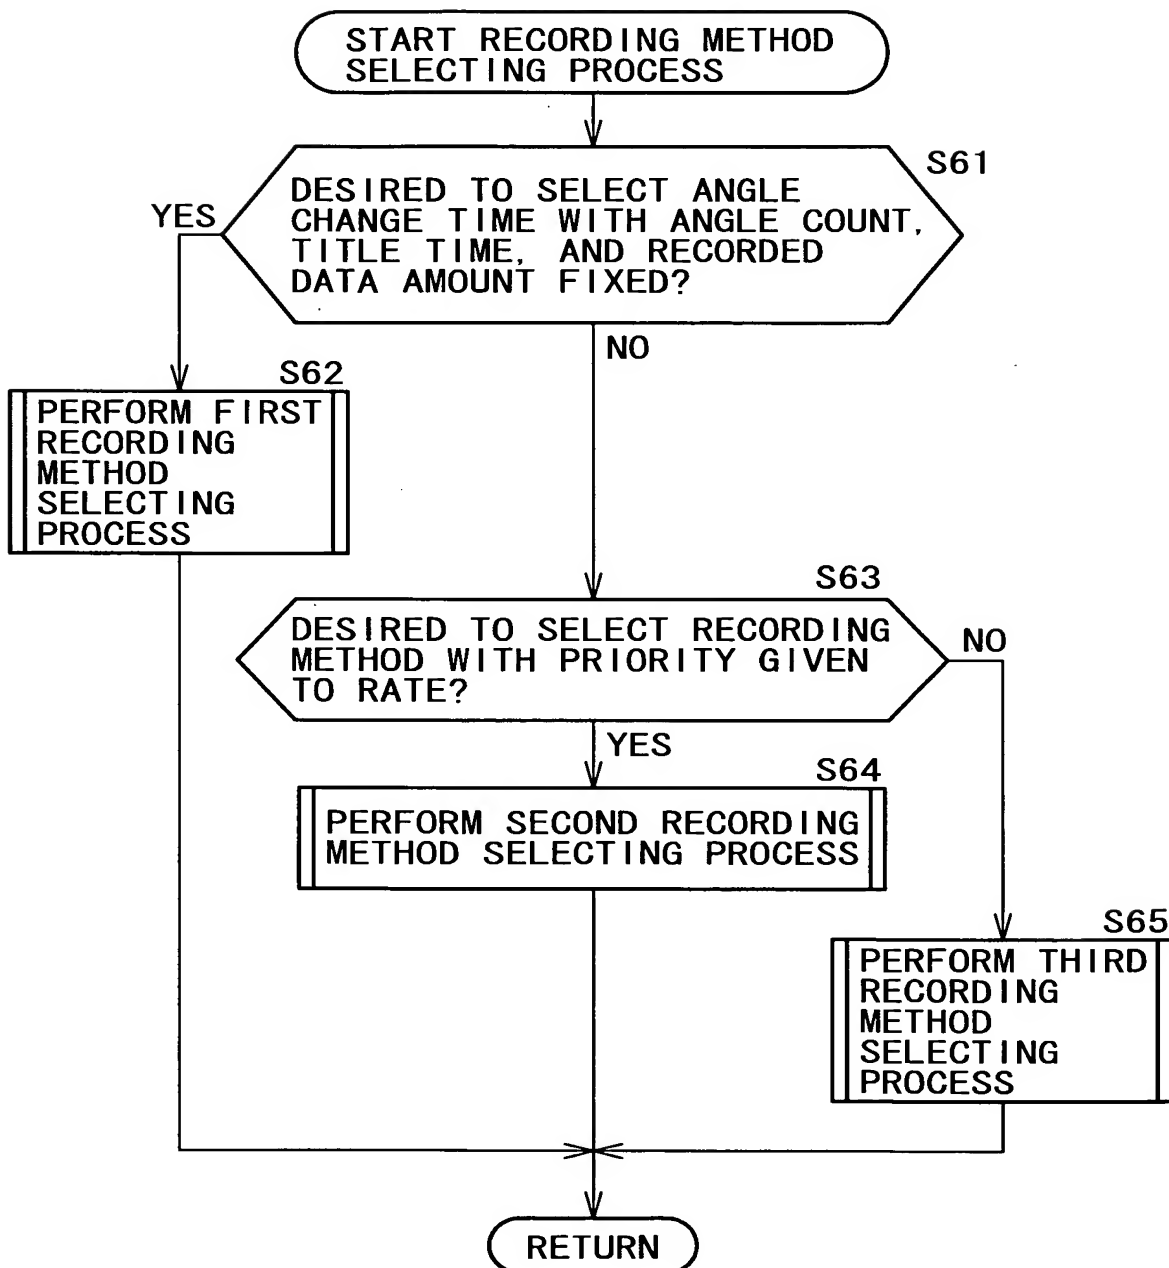 START RECORDING METHOD
SELECTING PROCESS
S61
DESIRED TO SELECT ANGLE
CHANGE TIME WITH ANGLE COUNT,
TITLE TIME, AND RECORDED
DATA AMOUNT FIXED?
YES
NO
S62
PERFORM FIRST
RECORDING
METHOD
SELECTING
PROCESS
S63
DESIRED TO SELECT RECORDING
METHOD WITH PRIORITY GIVEN
TO RATE?
NO
YES
S64
PERFORM SECOND RECORDING
METHOD SELECTING PROCESS
S65
PERFORM THIRD
RECORDING
METHOD
SELECTING
PROCESS
RETURN